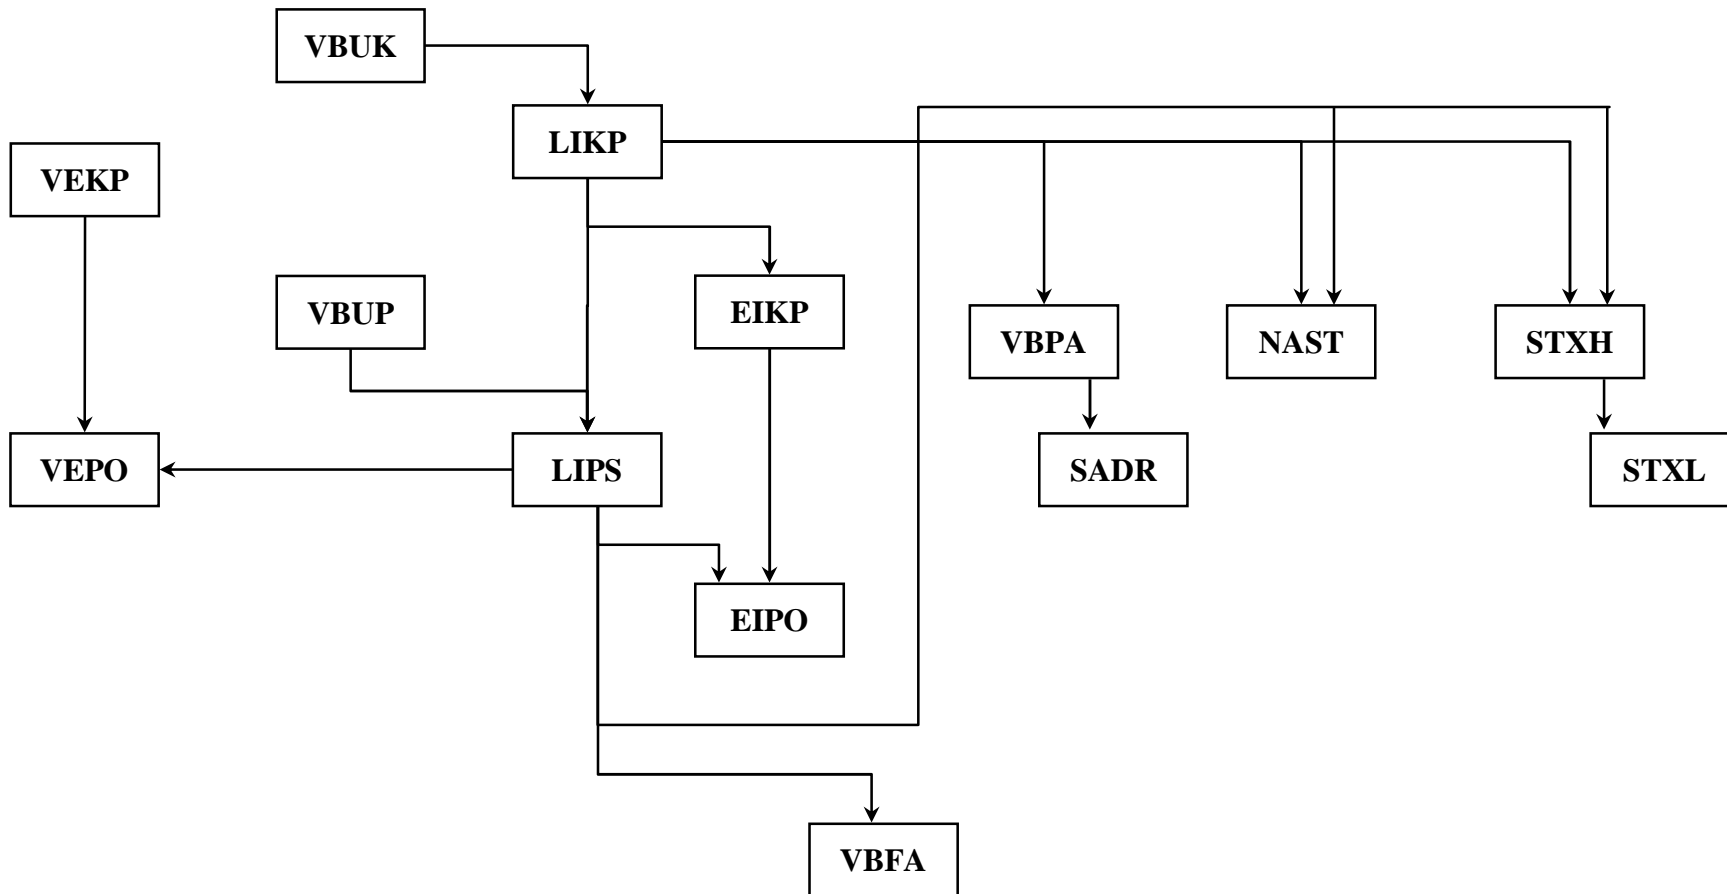 VBUK
LIKP
VEKP
VBUP
EIKP
VBPA
NAST
STXH
VEPO
LIPS
SADR
STXL
EIPO
VBFA